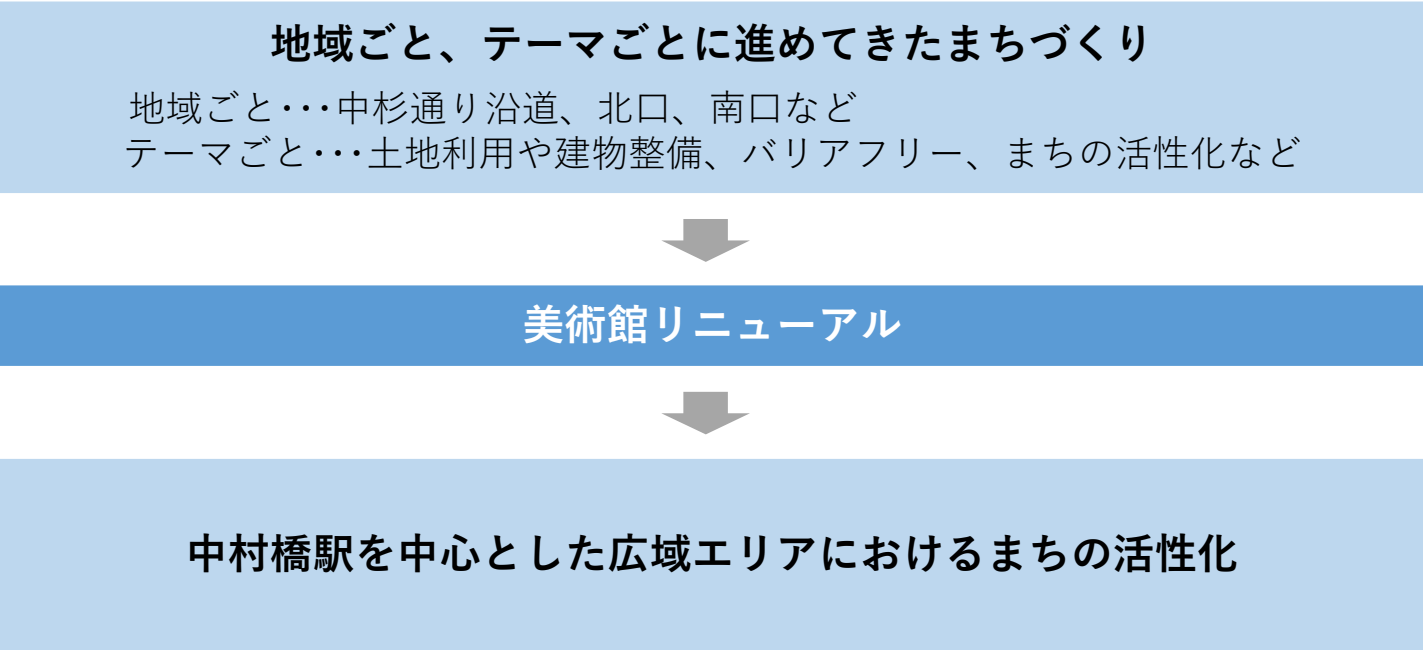 地域ごと、テーマごとに進めてきたまちづくり
地域ごと･･･中杉通り沿道、北口、南口など
テーマごと･･･土地利用や建物整備、バリアフリー、まちの活性化など
美術館リニューアル
中村橋駅を中心とした広域エリアにおけるまちの活性化